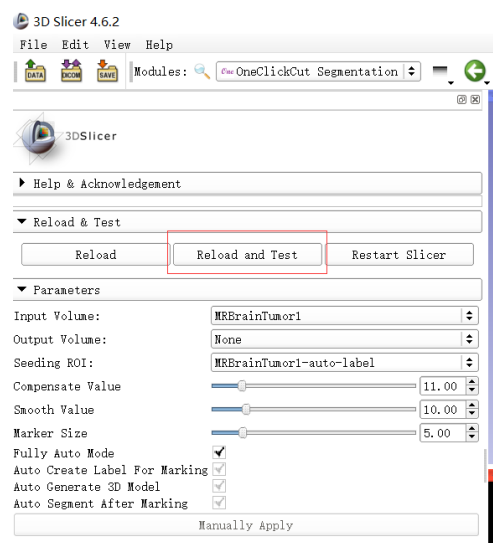 3D Slicer 4.6.2
File Edit View Help
DATA DICOM SAVE Modules: One OneClickCut Segmentation
3DSlicer
Help & Acknowledgement
Reload & Test
Reload Reload and Test Restart Slicer
Parameters
Input Volume: MRBrainTumor1
Output Volume: None
Seeding ROI: MRBrainTumor1-auto-label
Compensate Value 11.00
Smooth Value 10.00
Marker Size 5.00
Fully Auto Mode
Auto Create Label For Marking
Auto Generate 3D Model
Auto Segment After Marking
Manually Apply